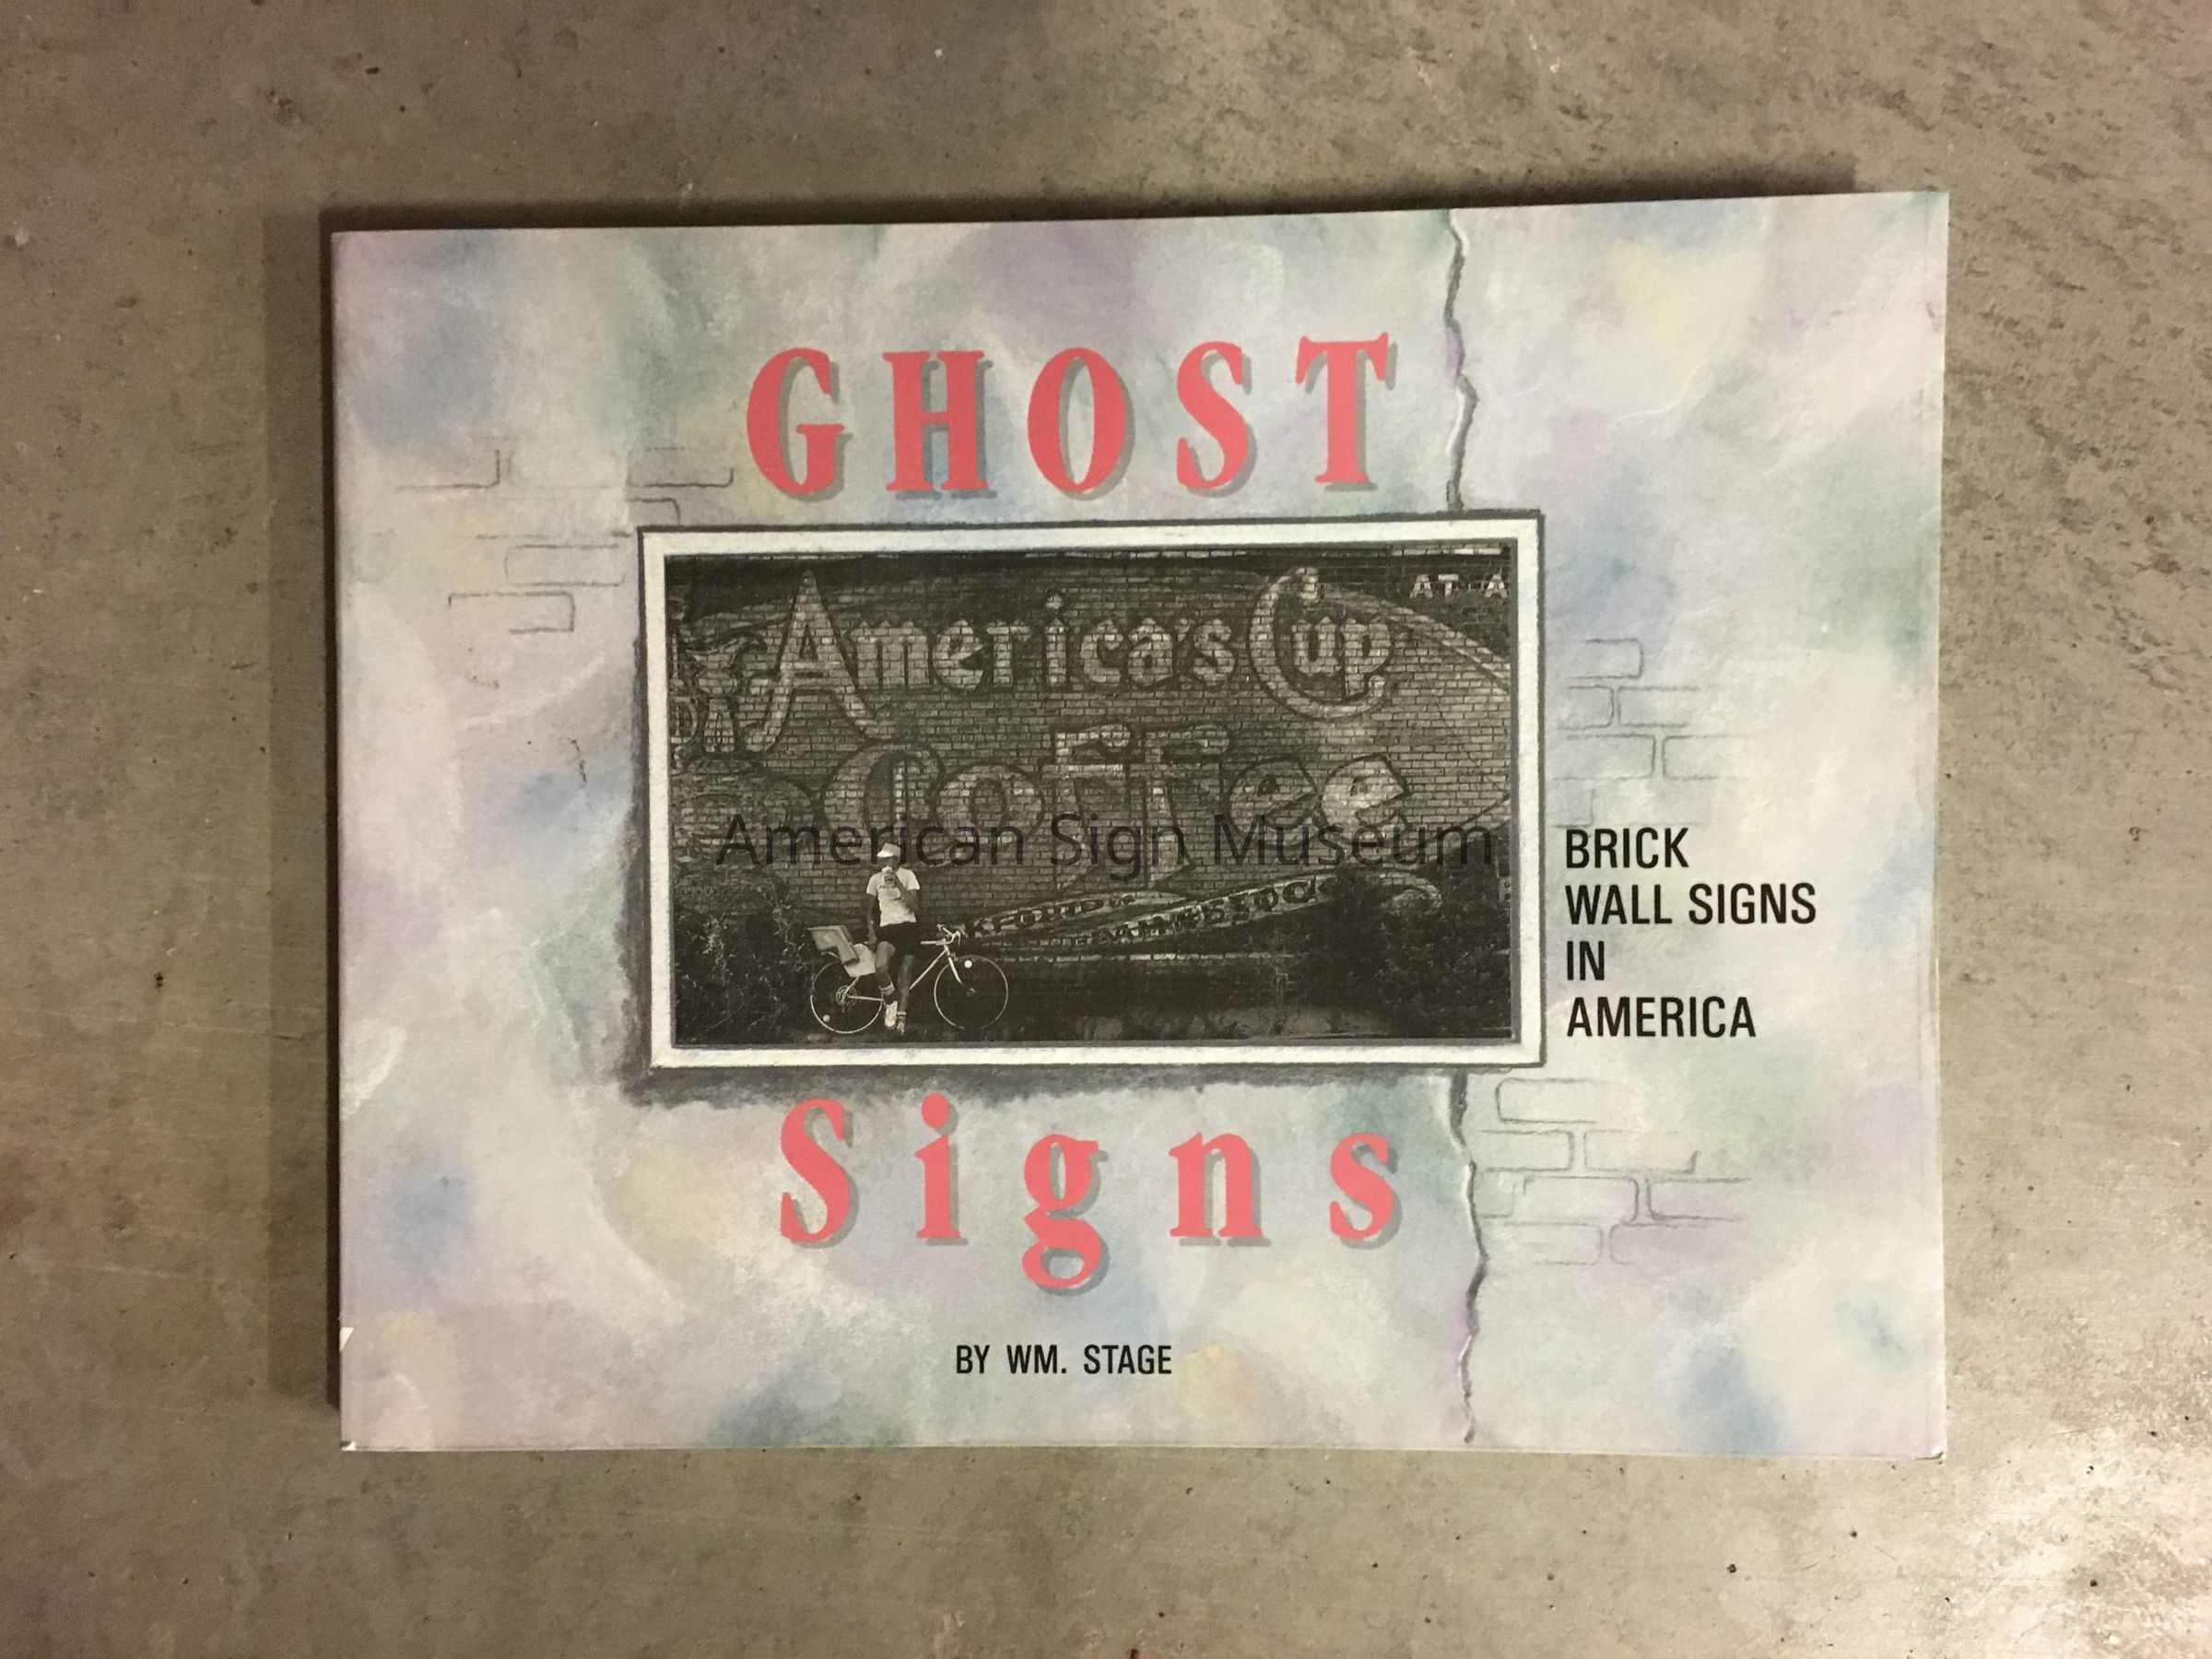 GHOST
AT A
America's Cup
Coffee
American Sign Museum
BRICK
WALL SIGNS
IN
AMERICA
Signs
BY WM. STAGE